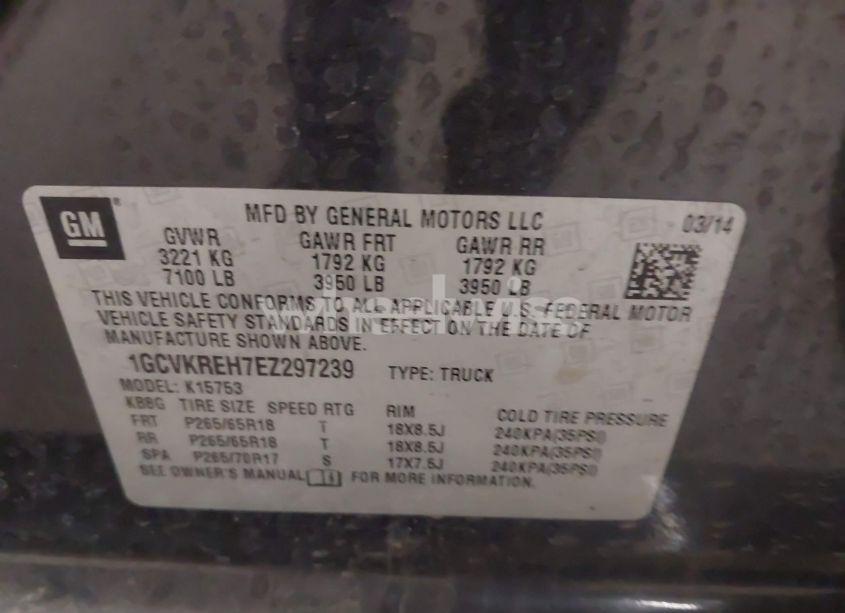 GM
MFD BY GENERAL MOTORS LLC 03/14
GVWR GAWR FRT GAWR RR
3221 KG 1792 KG 1792 KG
7100 LB 3950 LB 3950 LB
THIS VEHICLE CONFORMS TO ALL APPLICABLE U.S. FEDERAL MOTOR
VEHICLE SAFETY STANDARDS IN EFFECT ON THE DATE OF
MANUFACTURE SHOWN ABOVE.
1GCVKREH7EZ297239 TYPE: TRUCK
MODEL: K15753
KBBG TIRE SIZE SPEED RTG RIM COLD TIRE PRESSURE
FRT P265/65R18 T 18X8.5J 240KPA(35PSI)
RR P265/65R18 T 18X8.5J 240KPA(35PSI)
SPA P265/70R17 S 17X7.5J 240KPA(35PSI)
SEE OWNER'S MANUAL FOR MORE INFORMATION.